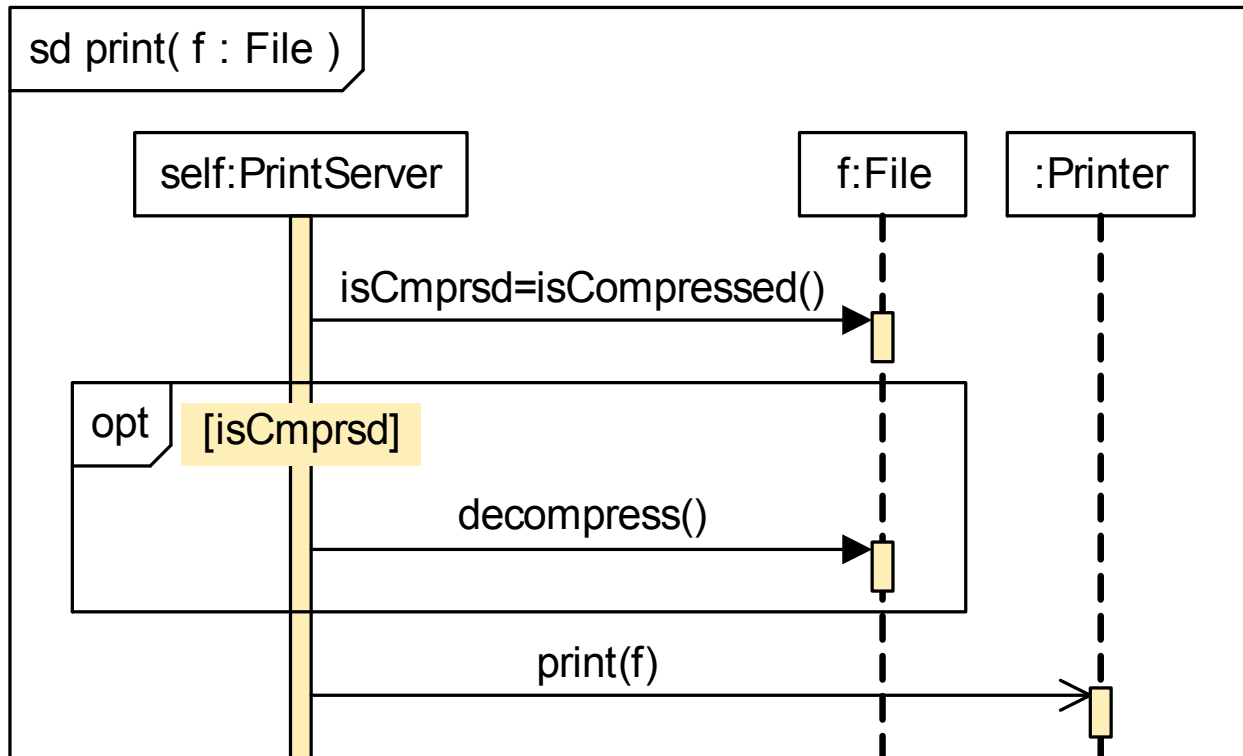 sd print( f : File )
self:PrintServer
f:File
:Printer
isCmprsd=isCompressed()
opt
[isCmprsd]
decompress()
print(f)